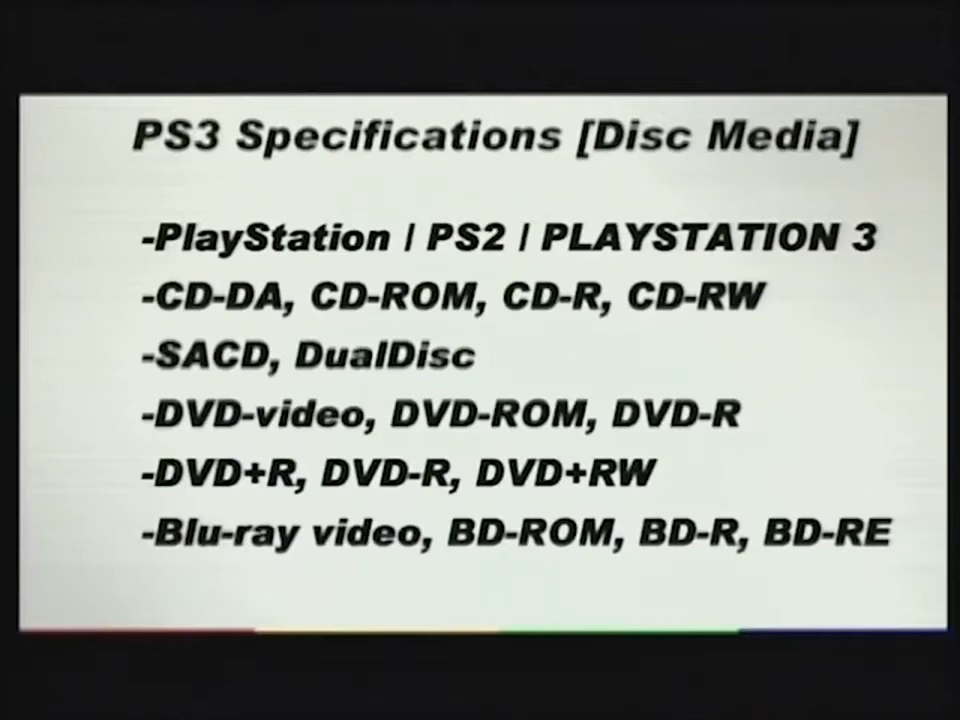 PS3 Specifications [Disc Media]
-PlayStation / PS2 / PLAYSTATION 3
-CD-DA, CD-ROM, CD-R, CD-RW
-SACD, DualDisc
-DVD-video, DVD-ROM, DVD-R
-DVD+R, DVD-R, DVD+RW
-Blu-ray video, BD-ROM, BD-R, BD-RE